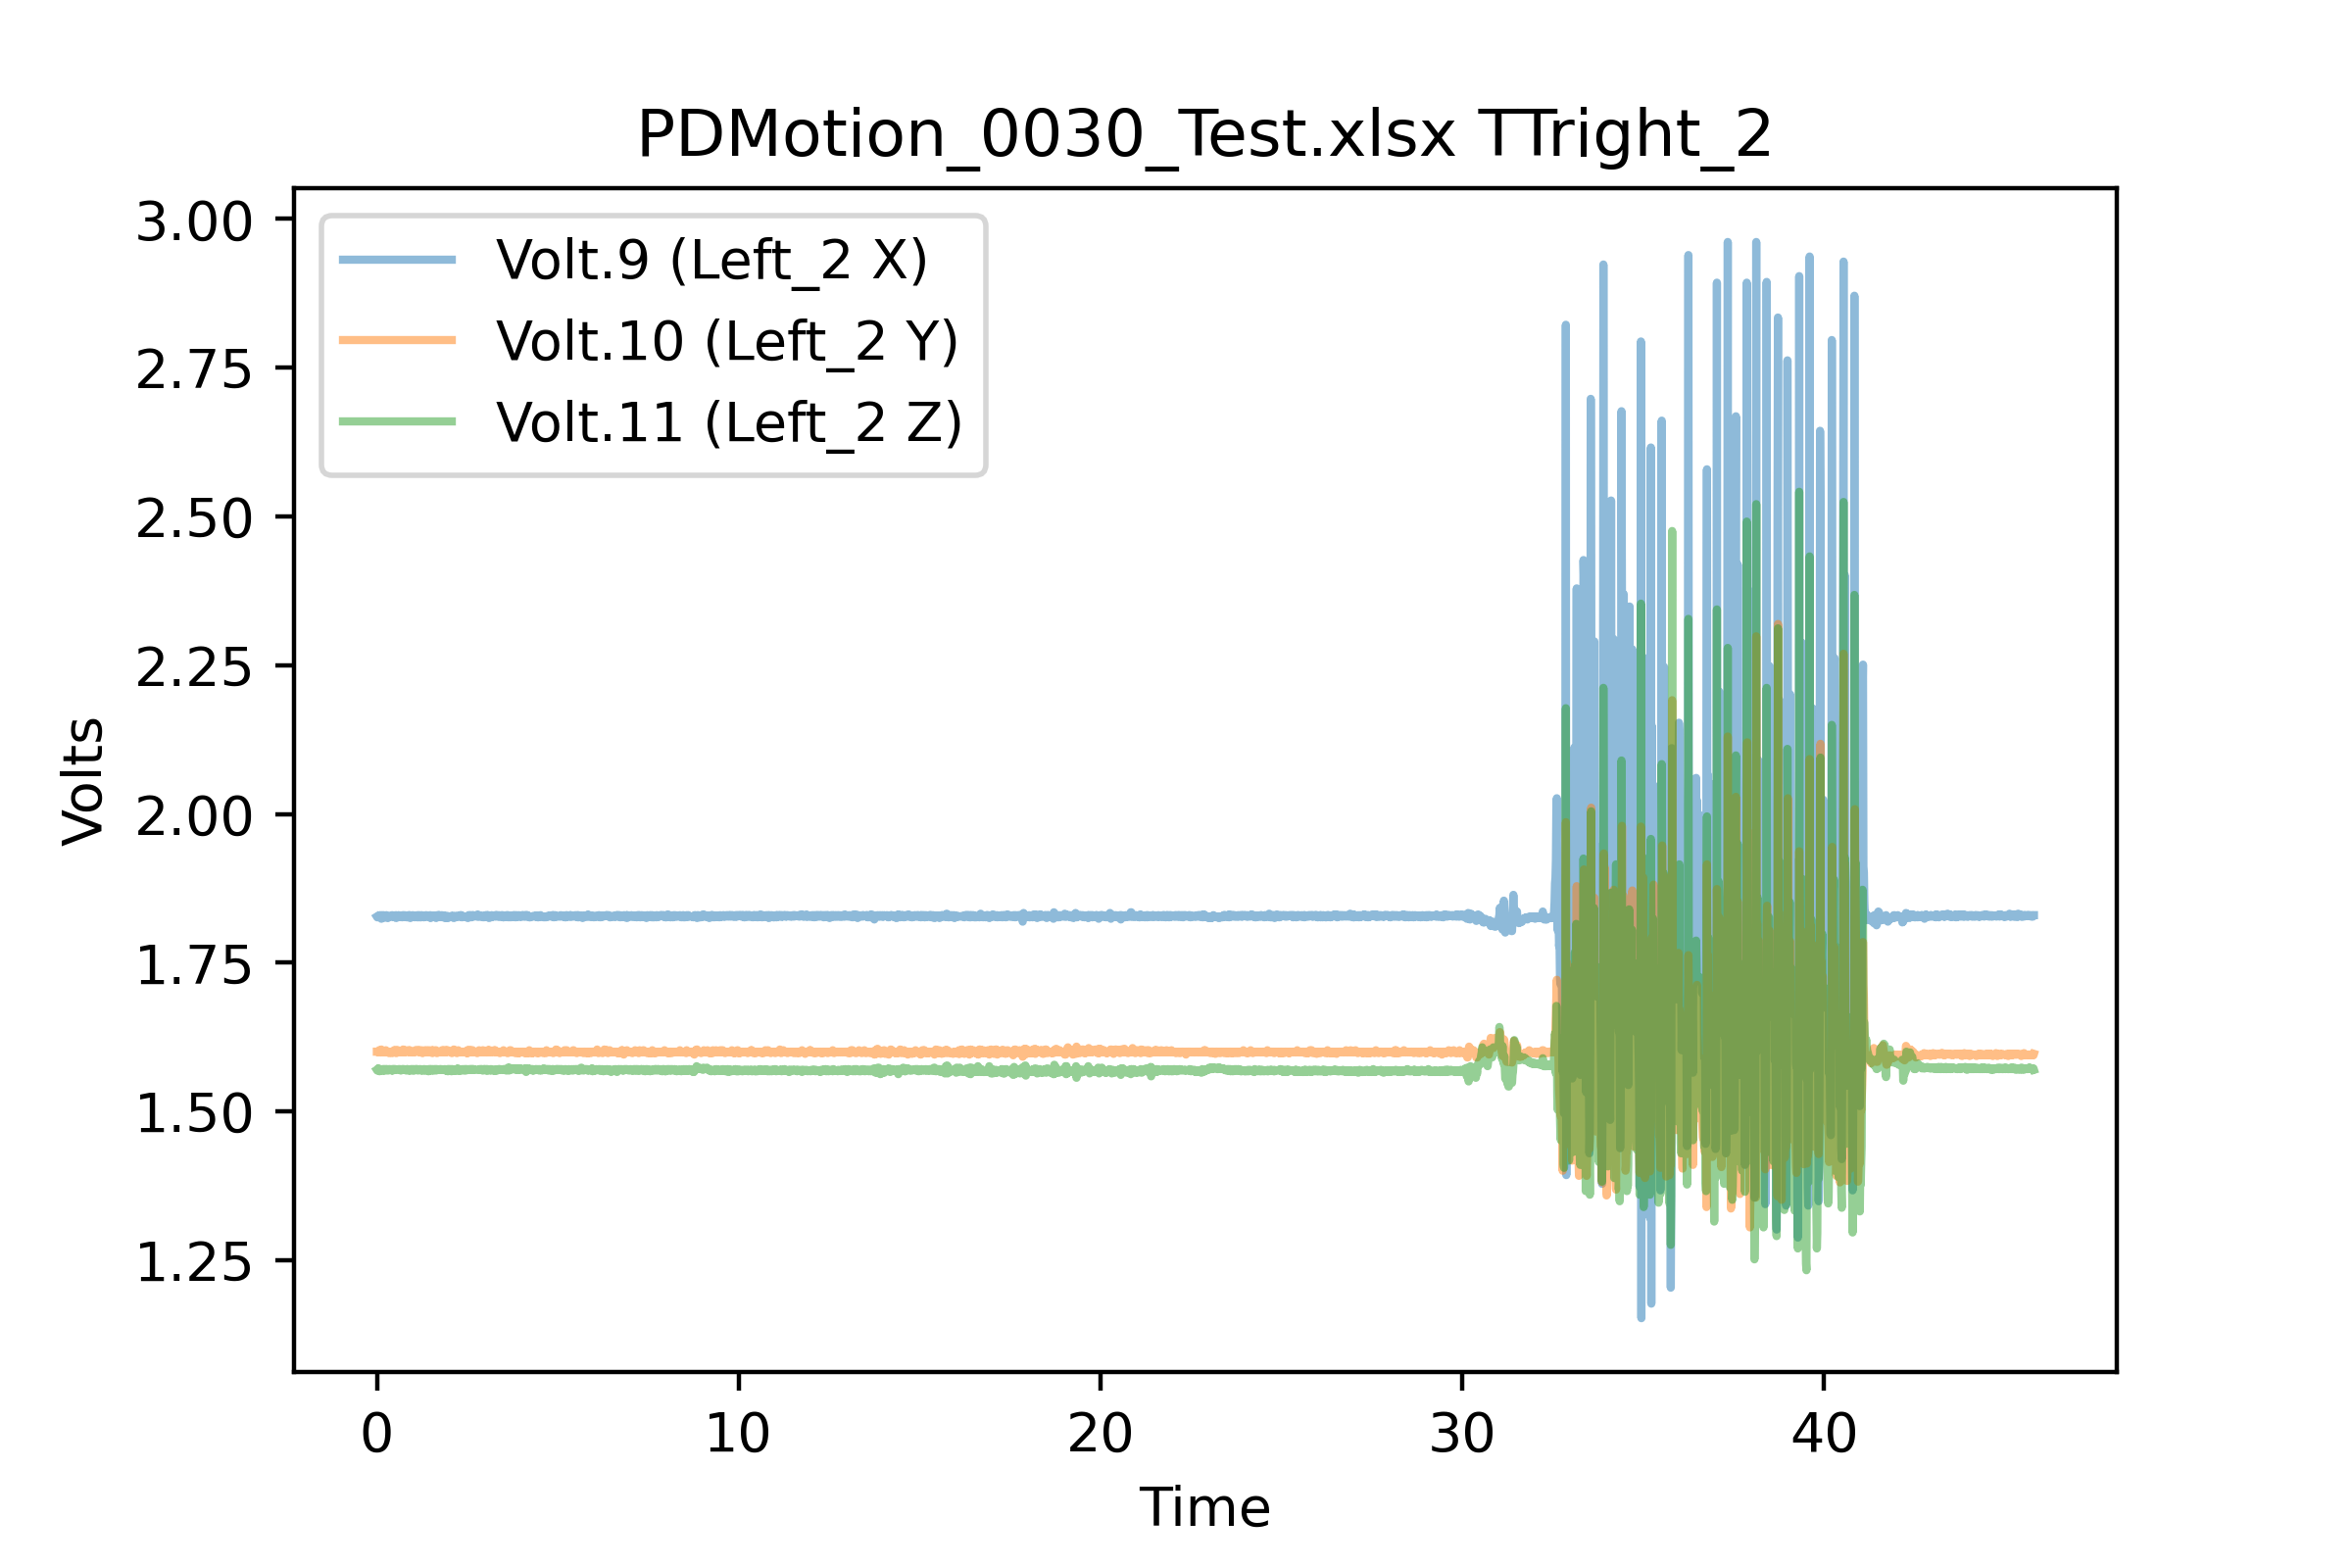 PDMotion_0030_Test.xlsx TTright_2
Volt.9 (Left_2 X)
Volt.10 (Left_2 Y)
Volt.11 (Left_2 Z)
3.00
2.75
2.50
2.25
2.00
1.75
1.50
1.25
Volts
0 10 20 30 40
Time